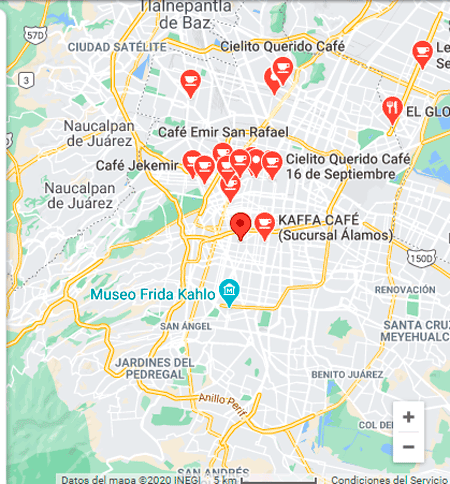 Tlalnepantla
de Baz
57D
CIUDAD SATÉLITE
Cielito Querido Café
Le
Se
3
EL GLO
Naucalpan
de Juárez
Café Emir San Rafael
Café Jekemir
Cielito Querido Café
16 de Septiembre
Naucalpan
de Juárez
KAFFA CAFÉ
(Sucursal Álamos)
150D
Museo Frida Kahlo
RENOVACIÓN
SAN ÁNGEL
SANTA CRU
MEYEHUALC
JARDINES DEL
PEDREGAL
BENITO JUÁREZ
Anillo Perif
COL DEL
+
−
SAN ANDRÉS
Datos del mapa ©2020 INEGI
5 km
Condiciones del Servicio